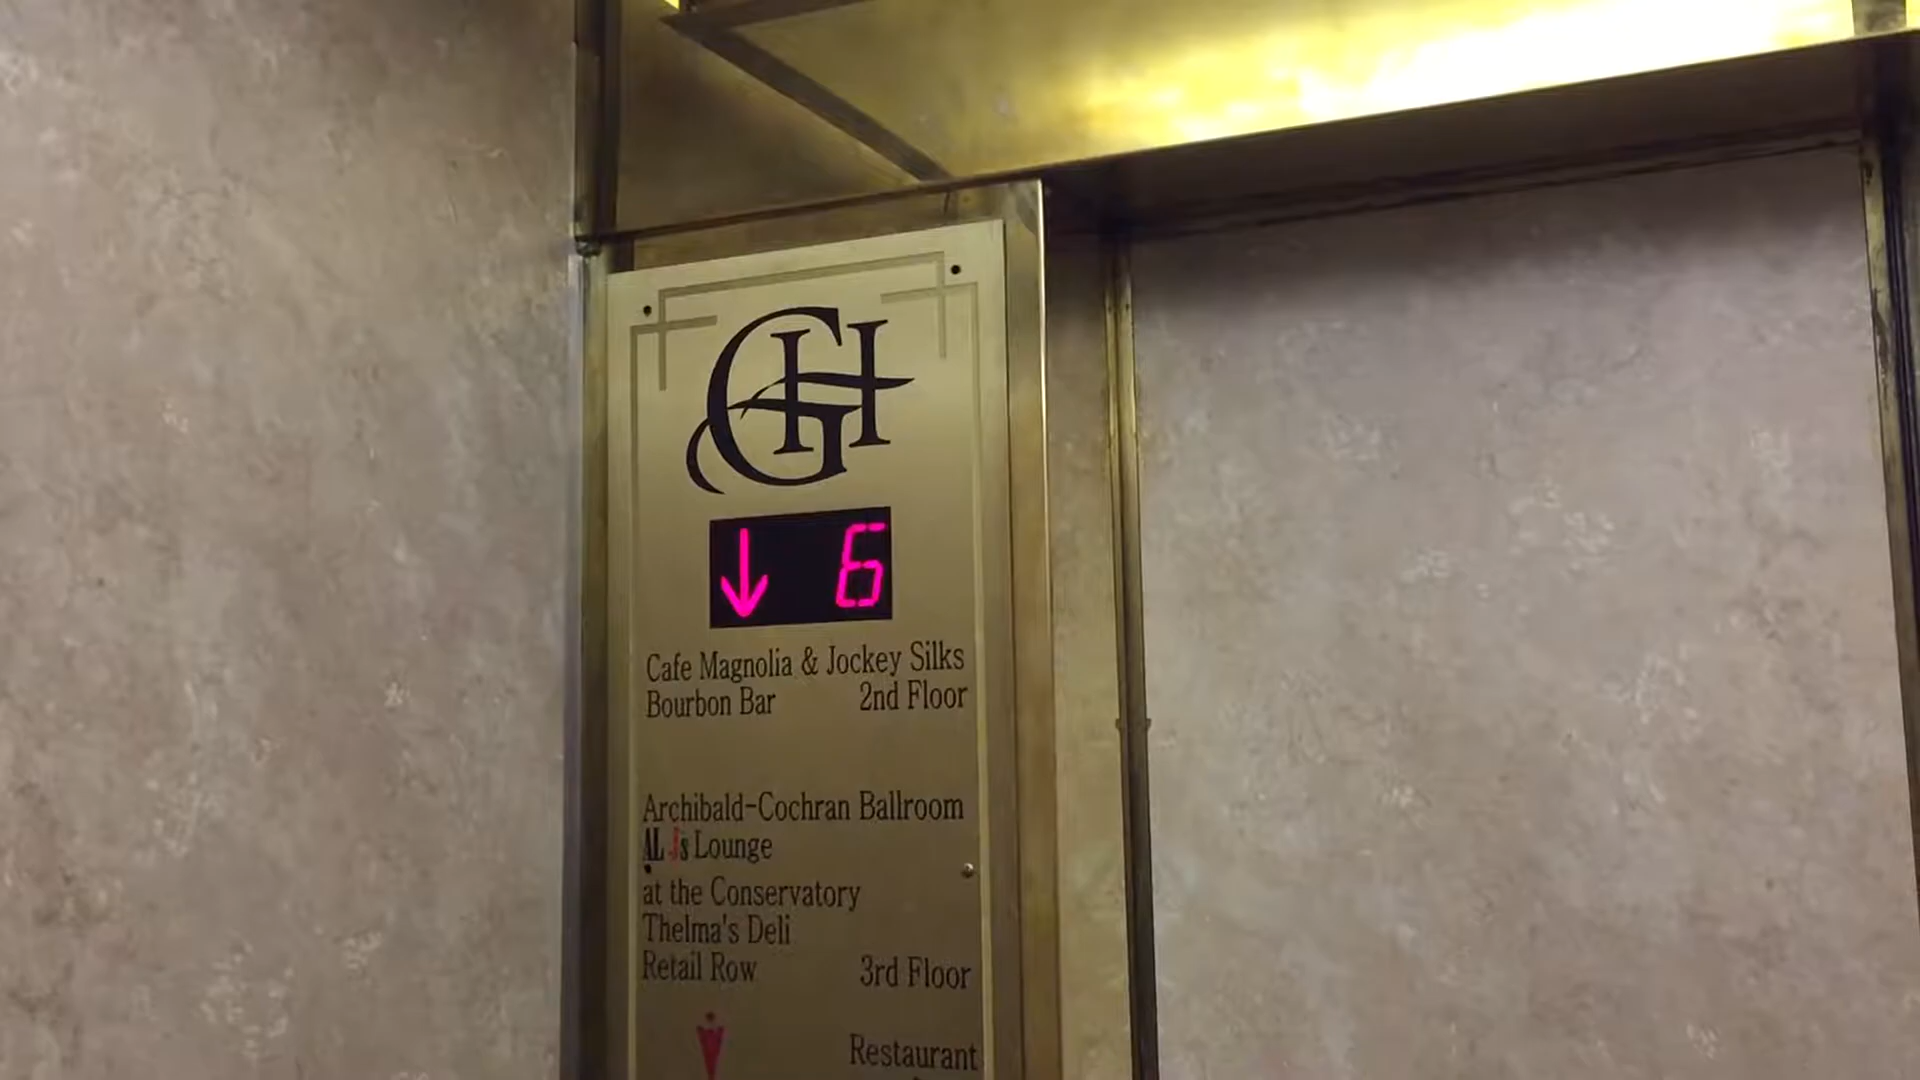 GH
↓ 6
Cafe Magnolia & Jockey Silks
Bourbon Bar 2nd Floor
Archibald-Cochran Ballroom
AL J's Lounge
at the Conservatory
Thelma's Deli
Retail Row 3rd Floor
Restaurant